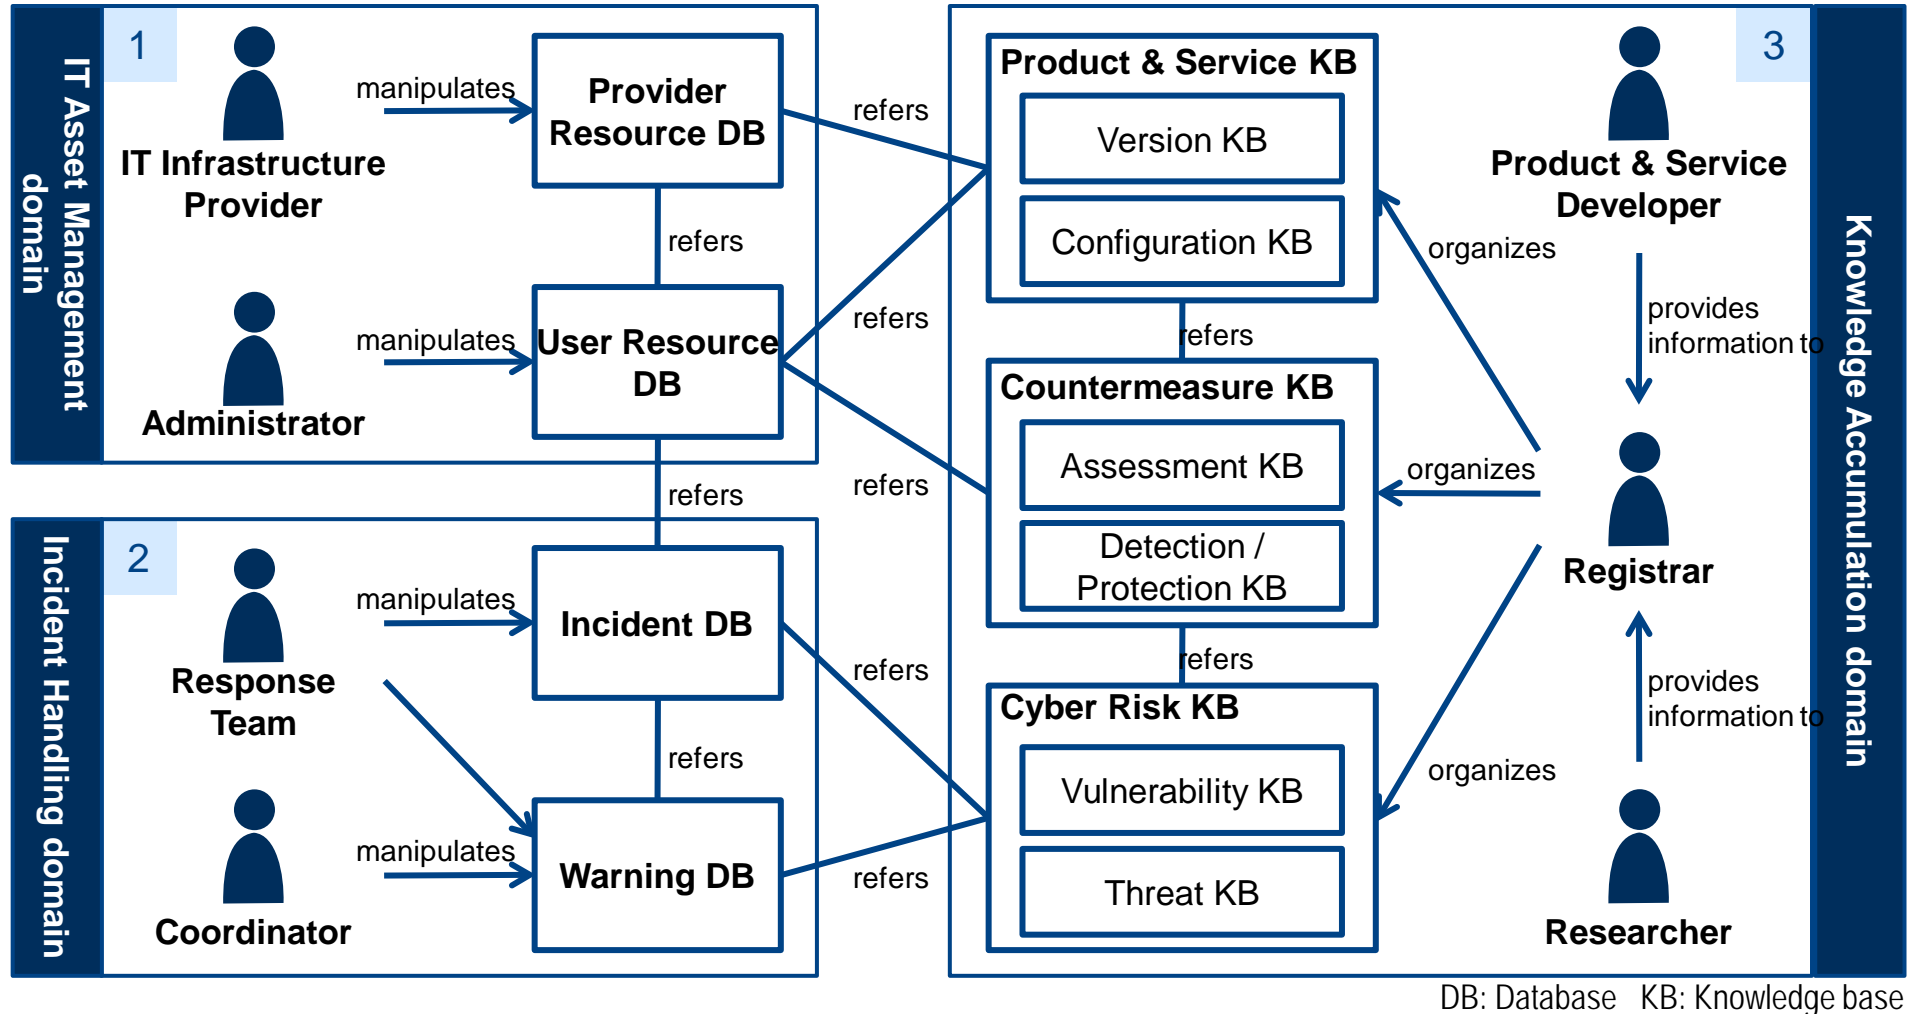 IT Asset Management
domain
1
manipulates
IT Infrastructure
Provider
Provider
Resource DB
refers
refers
manipulates
Administrator
User Resource
DB
refers
refers
refers
Incident Handling domain
2
manipulates
Response
Team
Incident DB
refers
refers
manipulates
Coordinator
Warning DB
refers
Product & Service KB
Version KB
Configuration KB
refers
Countermeasure KB
Assessment KB
Detection /
Protection KB
refers
Cyber Risk KB
Vulnerability KB
Threat KB
3
Product & Service
Developer
organizes
provides
information to
organizes
Registrar
provides
information to
organizes
Researcher
Knowledge Accumulation domain
DB: Database KB: Knowledge base